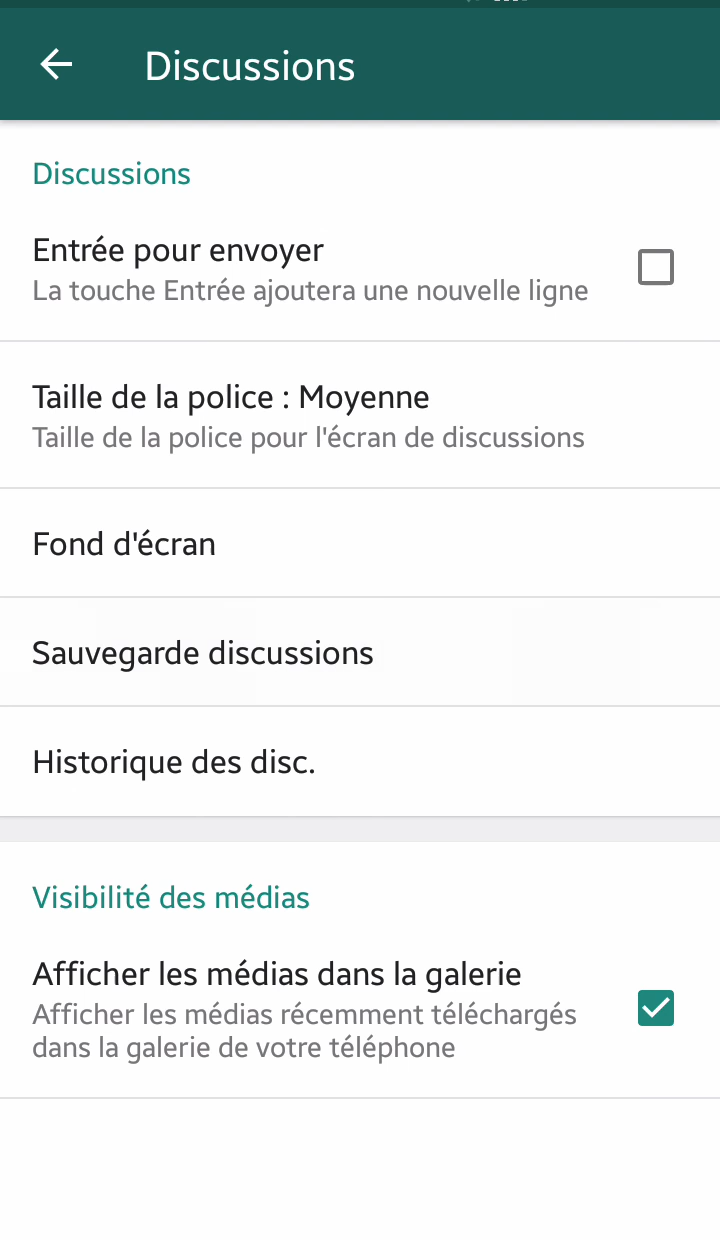 Discussions
Discussions
Entrée pour envoyer
La touche Entrée ajoutera une nouvelle ligne
Taille de la police : Moyenne
Taille de la police pour l'écran de discussions
Fond d'écran
Sauvegarde discussions
Historique des disc.
Visibilité des médias
Afficher les médias dans la galerie
Afficher les médias récemment téléchargés
dans la galerie de votre téléphone